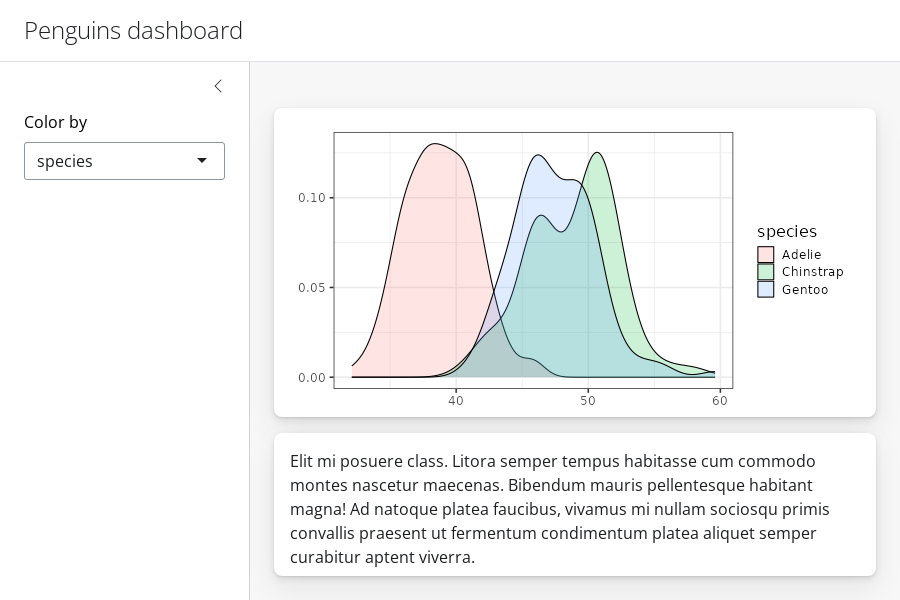 Penguins dashboard
Color by
species
0.10
0.05
0.00
40 50 60
species
Adelie
Chinstrap
Gentoo
Elit mi posuere class. Litora semper tempus habitasse cum commodo
montes nascetur maecenas. Bibendum mauris pellentesque habitant
magna! Ad natoque platea faucibus, vivamus mi nullam sociosqu primis
convallis praesent ut fermentum condimentum platea aliquet semper
curabitur aptent viverra.